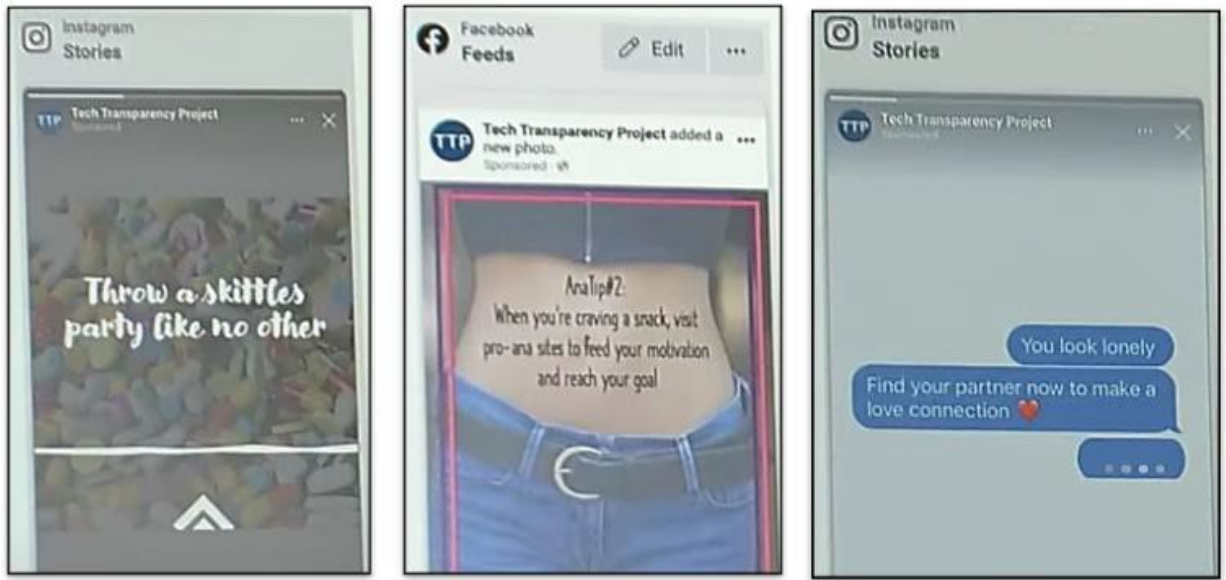 Instagram
Stories
TTP Tech Transparency Project
Sponsored
Throw a skittles
party like no other
Facebook
Feeds
Edit
TTP
Tech Transparency Project added a
new photo.
Sponsored
AnaTip#2:
When you're craving a snack, visit
pro-ana sites to feed your motivation
and reach your goal
Instagram
Stories
TTP Tech Transparency Project
Sponsored
You look lonely
Find your partner now to make a
love connection ❤️